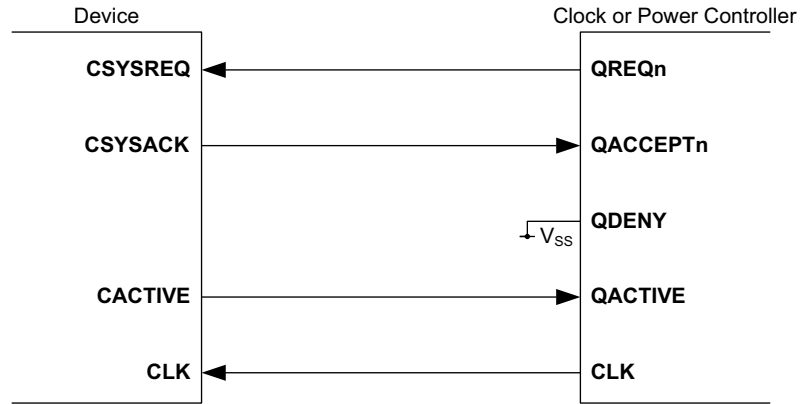 Device
Clock or Power Controller
CSYSREQ
QREQn
CSYSACK
QACCEPTn
QDENY
VSS
CACTIVE
QACTIVE
CLK
CLK